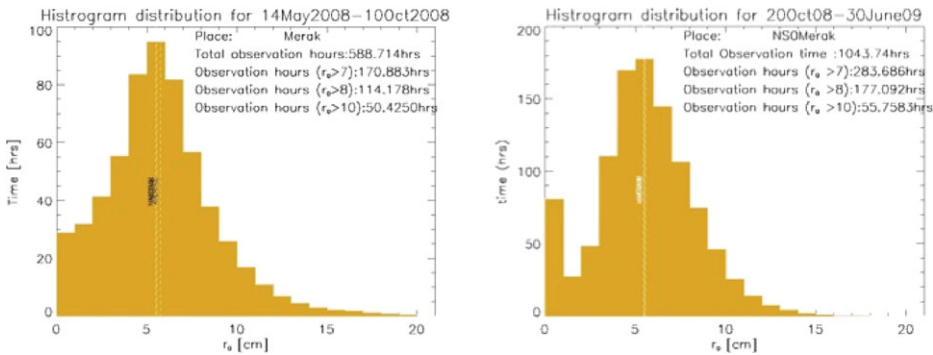 Histrogram distribution for 14May2008-10Oct2008
Place: Merak
Total observation hours:588.714hrs
Observation hours (r₀>7):170.883hrs
Observation hours (r₀>8):114.178hrs
Observation hours (r₀>10):50.4250hrs
Time [hrs]
100
80
60
40
20
0
0 5 10 15 20
r₀ [cm]
Histrogram distribution for 20Oct08-30June09
Place: NSOMerak
Total Observation time :1043.74hrs
Observation hours (r₀ >7):283.686hrs
Observation hours (r₀ >8):177.092hrs
Observation hours (r₀ >10):55.7583hrs
time (hrs)
200
150
100
50
0
0 5 10 15 20
r₀ [cm]